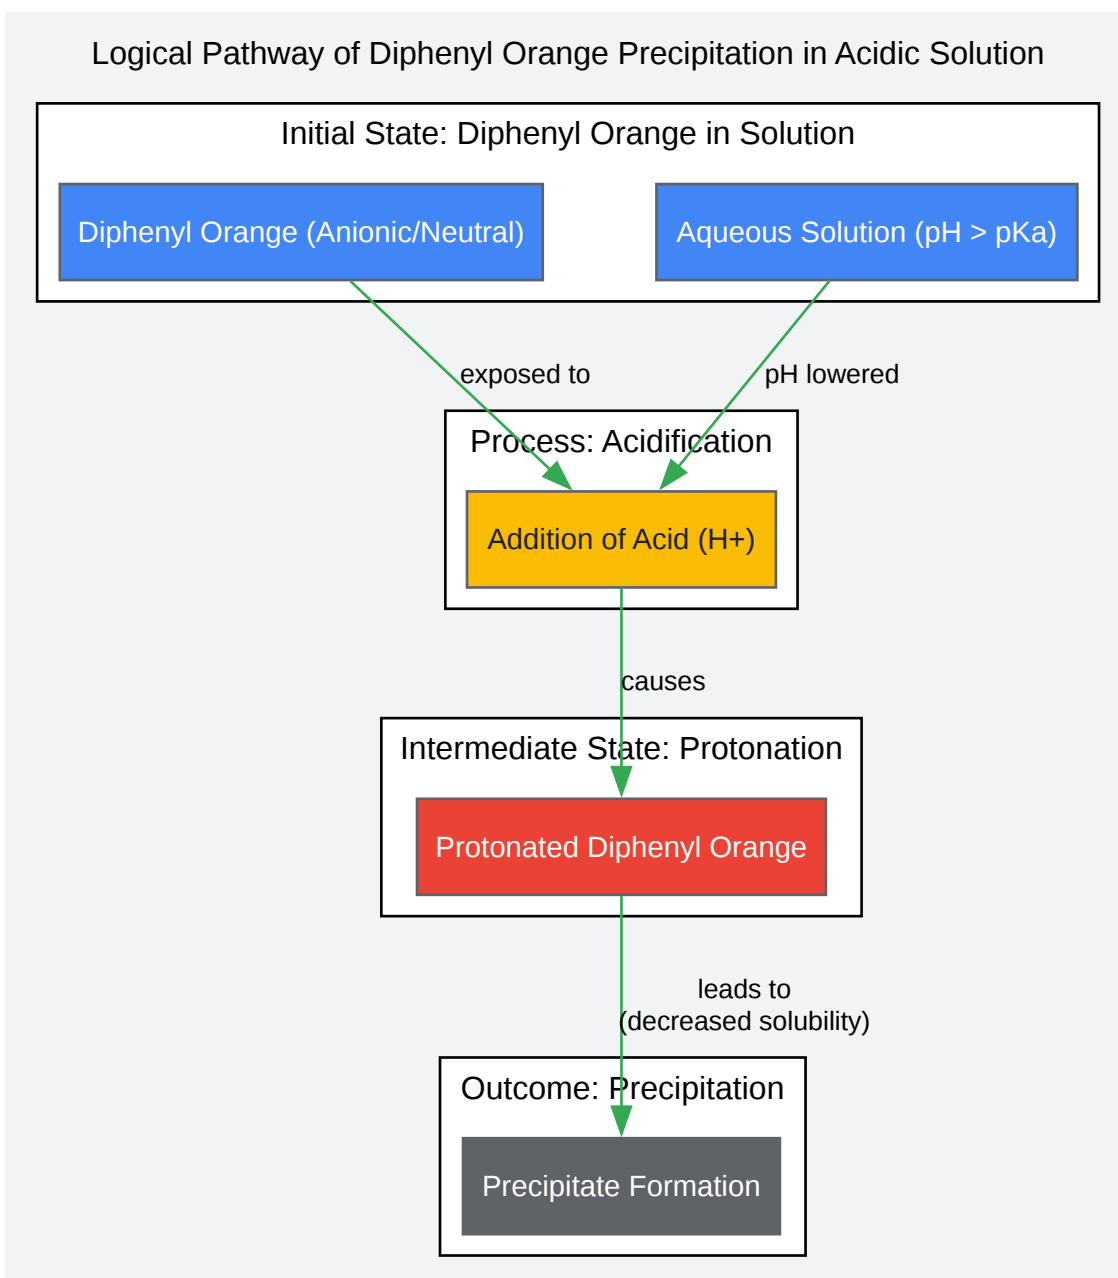 Logical Pathway of Diphenyl Orange Precipitation in Acidic Solution
Initial State: Diphenyl Orange in Solution
Diphenyl Orange (Anionic/Neutral)
Aqueous Solution (pH > pKa)
exposed to
pH lowered
Process: Acidification
Addition of Acid (H+)
causes
Intermediate State: Protonation
Protonated Diphenyl Orange
leads to
(decreased solubility)
Outcome: Precipitation
Precipitate Formation